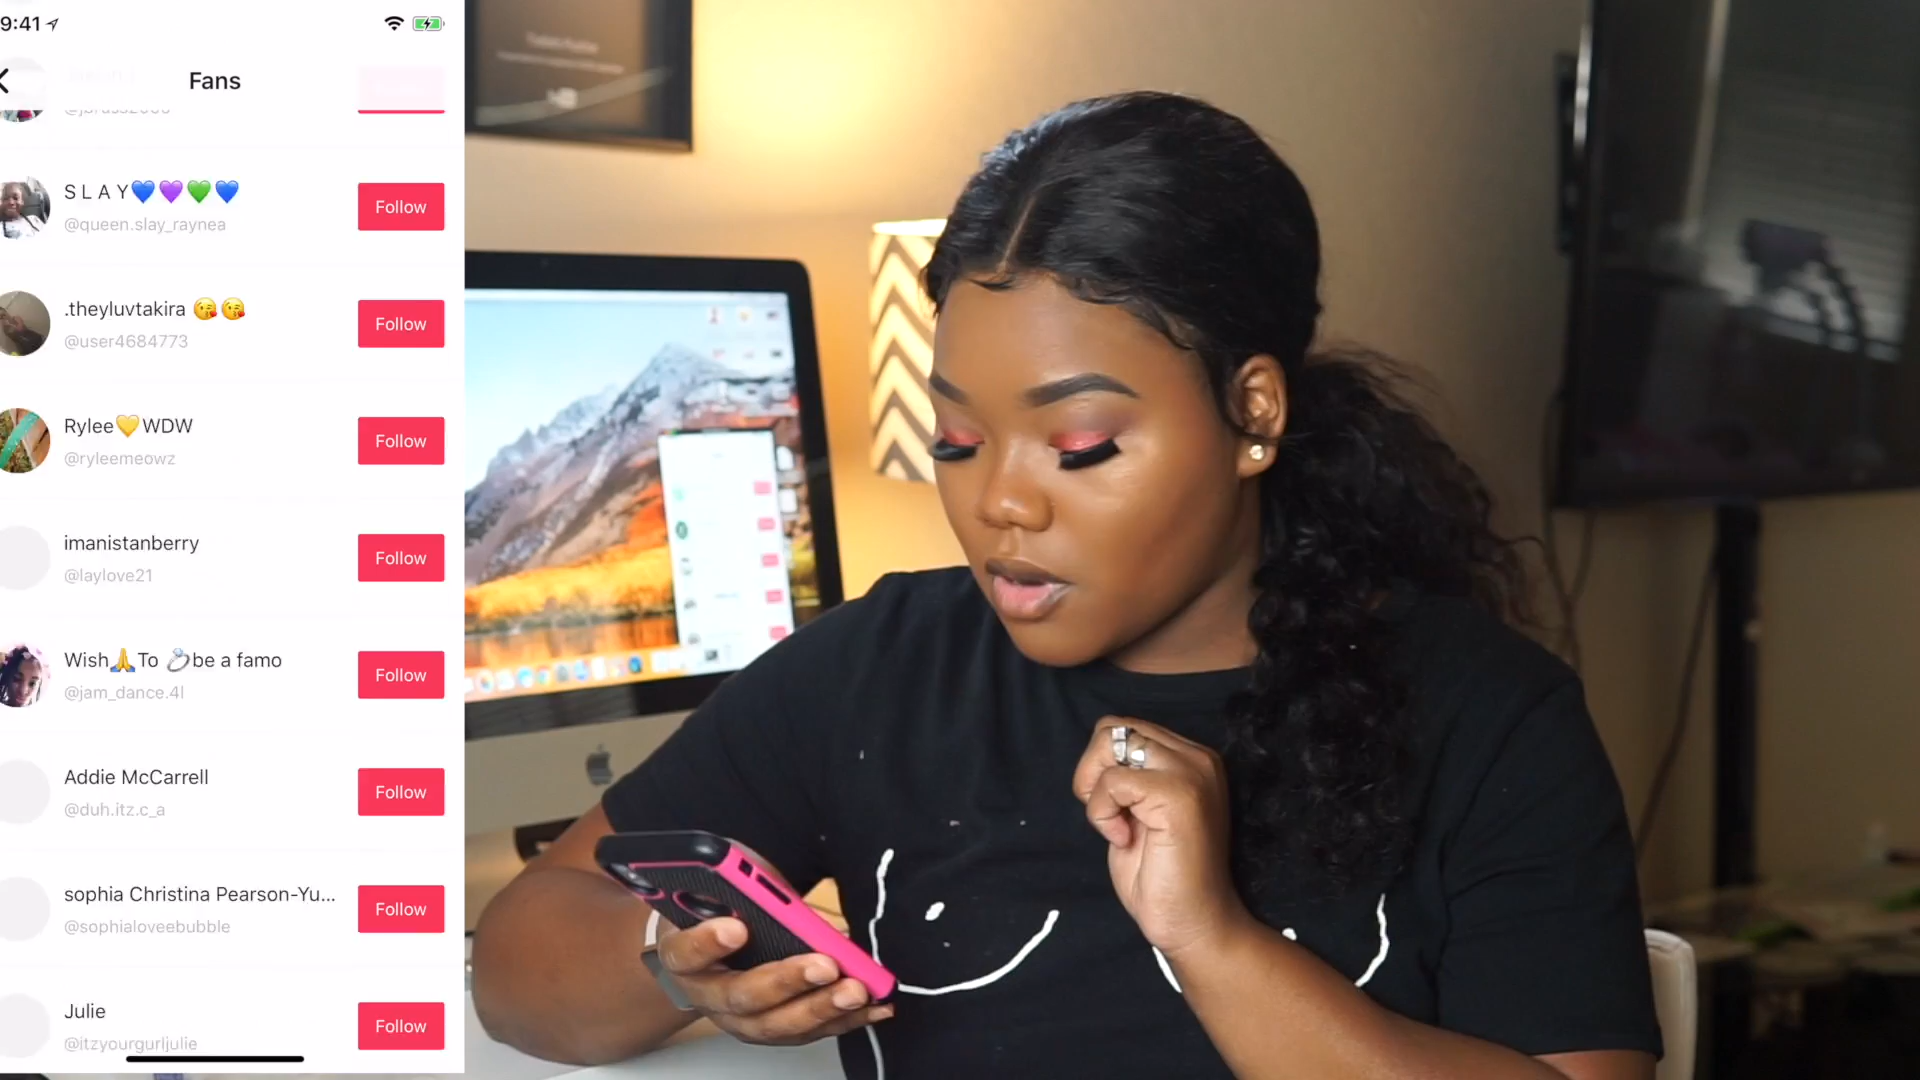 9:41
Fans
S L A Y💙💜💚💙
@queen.slay_raynea
Follow
.theyluvtakira 😘😘
@user4684773
Follow
Rylee💛WDW
@ryleemeowz
Follow
imanistanberry
@laylove21
Follow
Wish🙏To 💍be a famo
@jam_dance.4l
Follow
Addie McCarrell
@duh.itz.c_a
Follow
sophia Christina Pearson-Yu...
@sophialoveebubble
Follow
Julie
@itzyourgurljulie
Follow